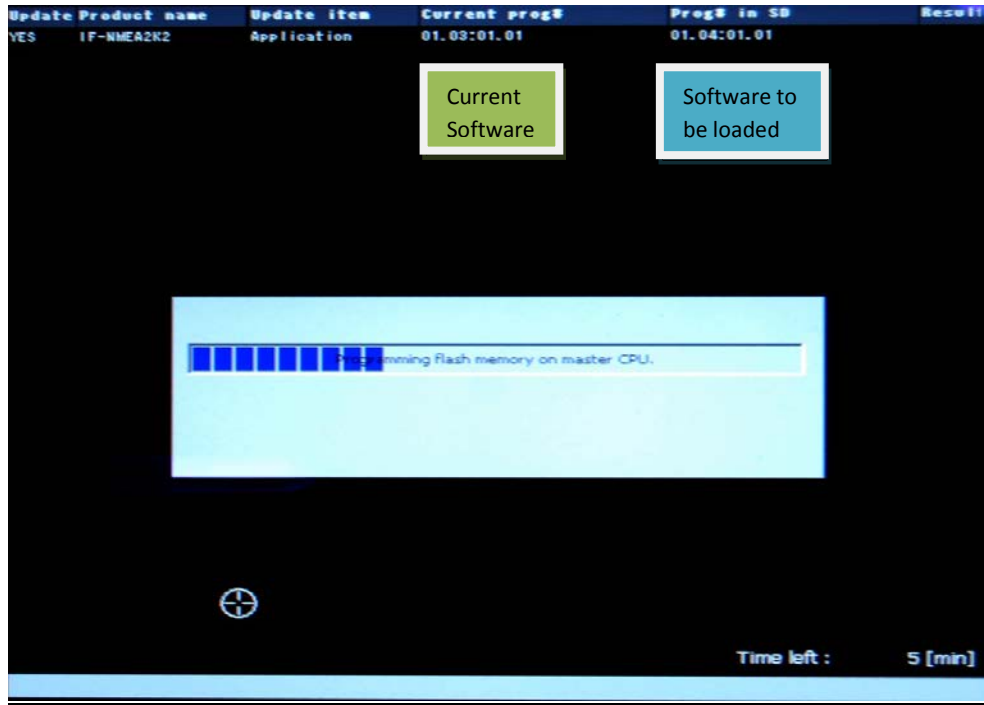 Update Product name Update item Current prog# Prog# in SD Result
YES IF-NMEA2K2 Application 01.03:01.01 01.04:01.01
Current
Software
Software to
be loaded
Programming flash memory on master CPU.
Time left : 5 [min]